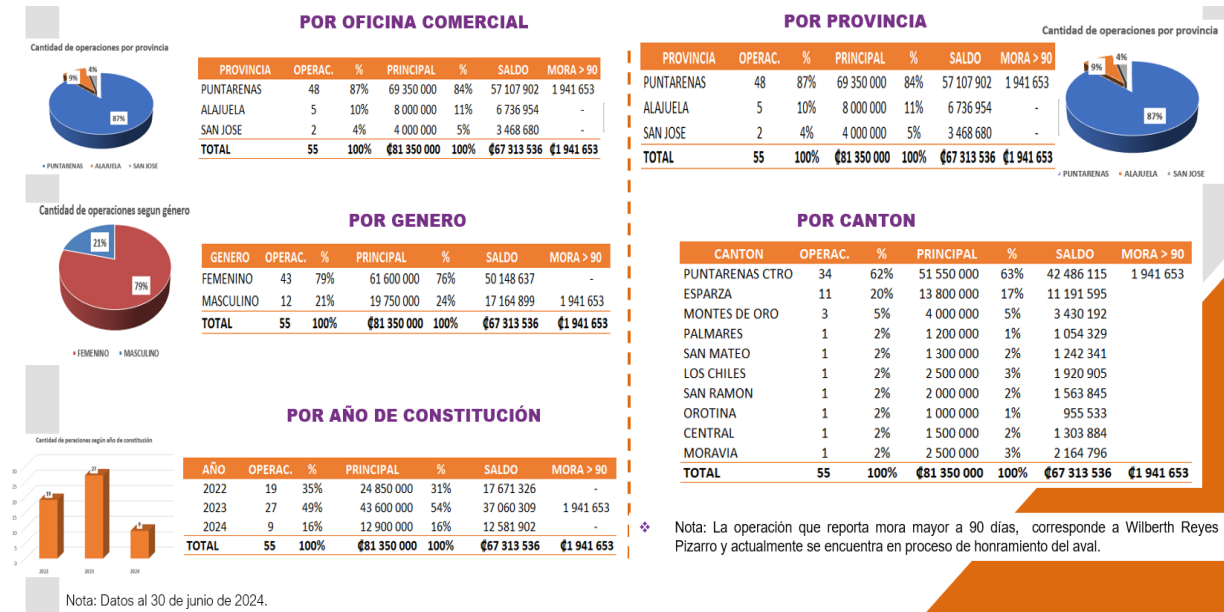 POR OFICINA COMERCIAL
Cantidad de operaciones por provincia
9%
4%
87%
PUNTARENAS ALAJUELA SAN JOSE
PROVINCIA OPERAC. % PRINCIPAL % SALDO MORA > 90
PUNTARENAS 48 87% 69 350 000 84% 57 107 902 1 941 653
ALAJUELA 5 10% 8 000 000 11% 6 736 954 -
SAN JOSE 2 4% 4 000 000 5% 3 468 680 -
TOTAL 55 100% ₡81 350 000 100% ₡67 313 536 ₡1 941 653
Cantidad de operaciones segun género
21%
79%
FEMENINO MASCULINO
POR GENERO
GENERO OPERAC. % PRINCIPAL % SALDO MORA > 90
FEMENINO 43 79% 61 600 000 76% 50 148 637 -
MASCULINO 12 21% 19 750 000 24% 17 164 899 1 941 653
TOTAL 55 100% ₡81 350 000 100% ₡67 313 536 ₡1 941 653
POR AÑO DE CONSTITUCIÓN
Cantidad de peraciones según año de constitución
30
25
20
15
10
5
0
19
27
9
2022 2023 2024
AÑO OPERAC. % PRINCIPAL % SALDO MORA > 90
2022 19 35% 24 850 000 31% 17 671 326 -
2023 27 49% 43 600 000 54% 37 060 309 1 941 653
2024 9 16% 12 900 000 16% 12 581 902 -
TOTAL 55 100% ₡81 350 000 100% ₡67 313 536 ₡1 941 653
Nota: Datos al 30 de junio de 2024.
POR PROVINCIA
Cantidad de operaciones por provincia
9%
4%
87%
PUNTARENAS ALAJUELA SAN JOSE
PROVINCIA OPERAC. % PRINCIPAL % SALDO MORA > 90
PUNTARENAS 48 87% 69 350 000 84% 57 107 902 1 941 653
ALAJUELA 5 10% 8 000 000 11% 6 736 954 -
SAN JOSE 2 4% 4 000 000 5% 3 468 680 -
TOTAL 55 100% ₡81 350 000 100% ₡67 313 536 ₡1 941 653
POR CANTON
CANTON OPERAC. % PRINCIPAL % SALDO MORA > 90
PUNTARENAS CTRO 34 62% 51 550 000 63% 42 486 115 1 941 653
ESPARZA 11 20% 13 800 000 17% 11 191 595
MONTES DE ORO 3 5% 4 000 000 5% 3 430 192
PALMARES 1 2% 1 200 000 1% 1 054 329
SAN MATEO 1 2% 1 300 000 2% 1 242 341
LOS CHILES 1 2% 2 500 000 3% 1 920 905
SAN RAMON 1 2% 2 000 000 2% 1 563 845
OROTINA 1 2% 1 000 000 1% 955 533
CENTRAL 1 2% 1 500 000 2% 1 303 884
MORAVIA 1 2% 2 500 000 3% 2 164 796
TOTAL 55 100% ₡81 350 000 100% ₡67 313 536 ₡1 941 653
Nota: La operación que reporta mora mayor a 90 días, corresponde a Wilberth Reyes
Pizarro y actualmente se encuentra en proceso de honramiento del aval.